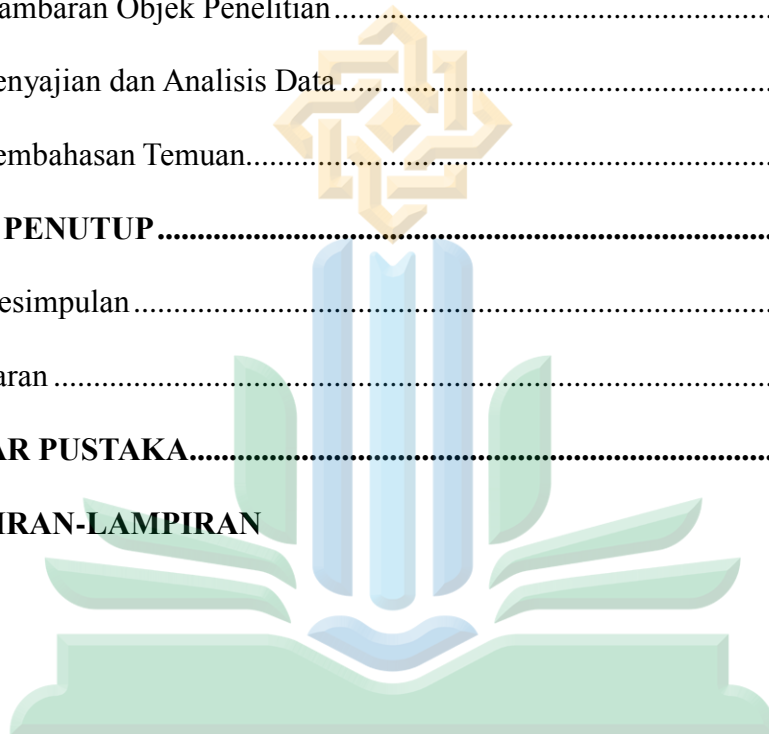 ambaran Objek Penelitian................................................
enyajian dan Analisis Data................................................
embahasan Temuan................................................
PENUTUP................................................
esimpulan................................................
aran................................................
AR PUSTAKA................................................
IRAN-LAMPIRAN